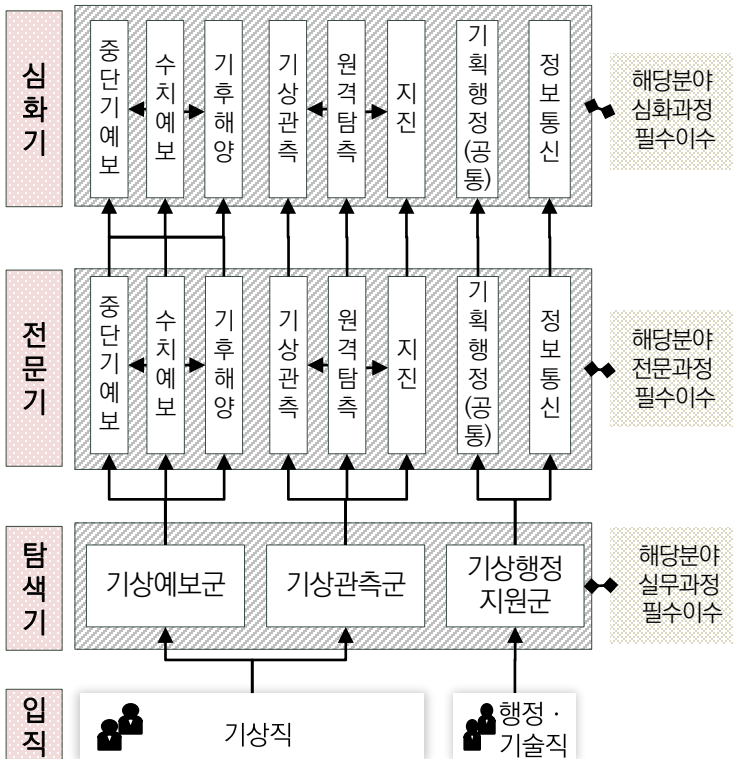 심화기
중단기예보
수치예보
기후해양
기상관측
원격탐측
지진
기획행정(공통)
정보통신
해당분야
심화과정
필수이수
전문기
중단기예보
수치예보
기후해양
기상관측
원격탐측
지진
기획행정(공통)
정보통신
해당분야
전문과정
필수이수
탐색기
기상예보군
기상관측군
기상행정
지원군
해당분야
실무과정
필수이수
입직
기상직
행정 ·
기술직